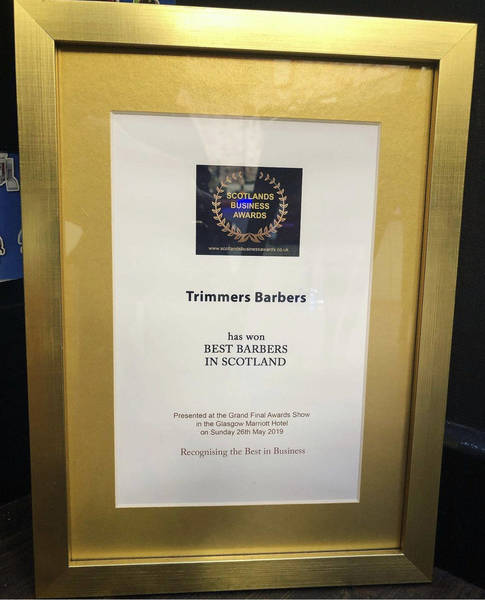 SCOTLANDS
BUSINESS
AWARDS
www.scotlandsbusinessawards.co.uk
Trimmers Barbers
has won
BEST BARBERS
IN SCOTLAND
Presented at the Grand Final Awards Show
in the Glasgow Marriott Hotel
on Sunday 26th May 2019
Recognising the Best in Business